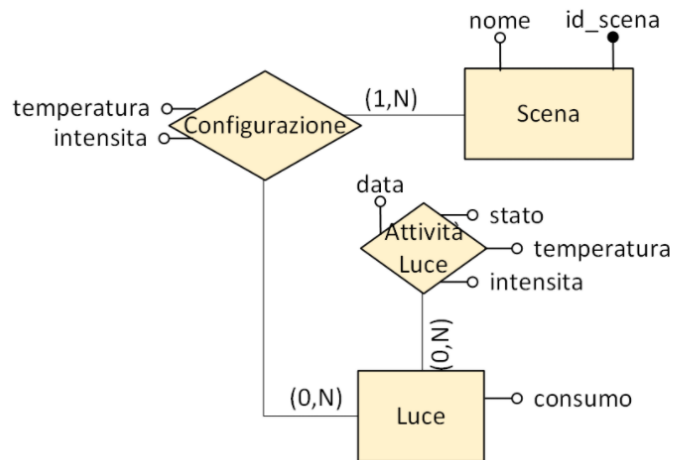 nome
id_scena
temperatura
intensita
Configurazione
(1,N)
Scena
data
stato
Attività
Luce
temperatura
intensita
(0,N)
(0,N)
Luce
consumo